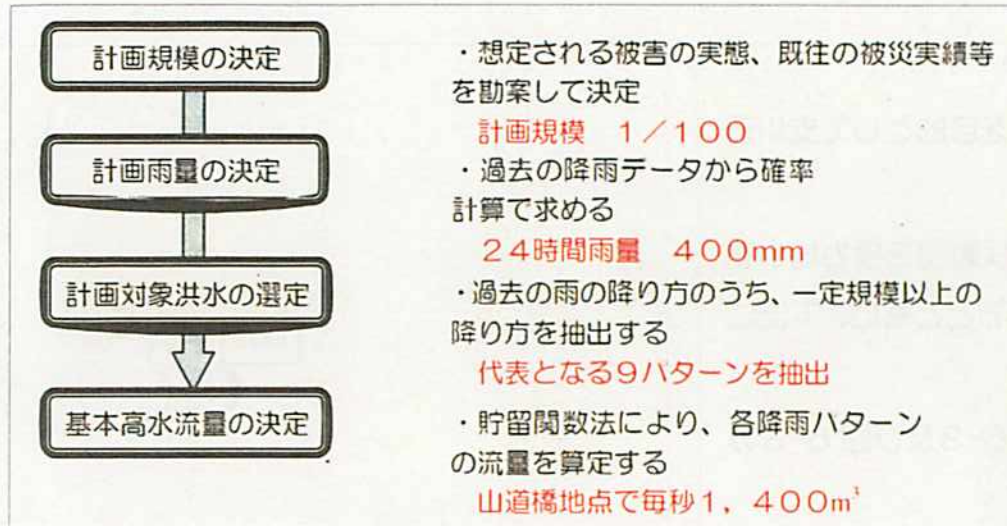 計画規模の決定
・想定される被害の実態、既往の被災実績等
を勘案して決定
計画規模　1／100
計画雨量の決定
・過去の降雨データから確率
計算で求める
24時間雨量　400mm
計画対象洪水の選定
・過去の雨の降り方のうち、一定規模以上の
降り方を抽出する
代表となる9パターンを抽出
基本高水流量の決定
・貯留関数法により、各降雨パターン
の流量を算定する
山道橋地点で毎秒1，400m³